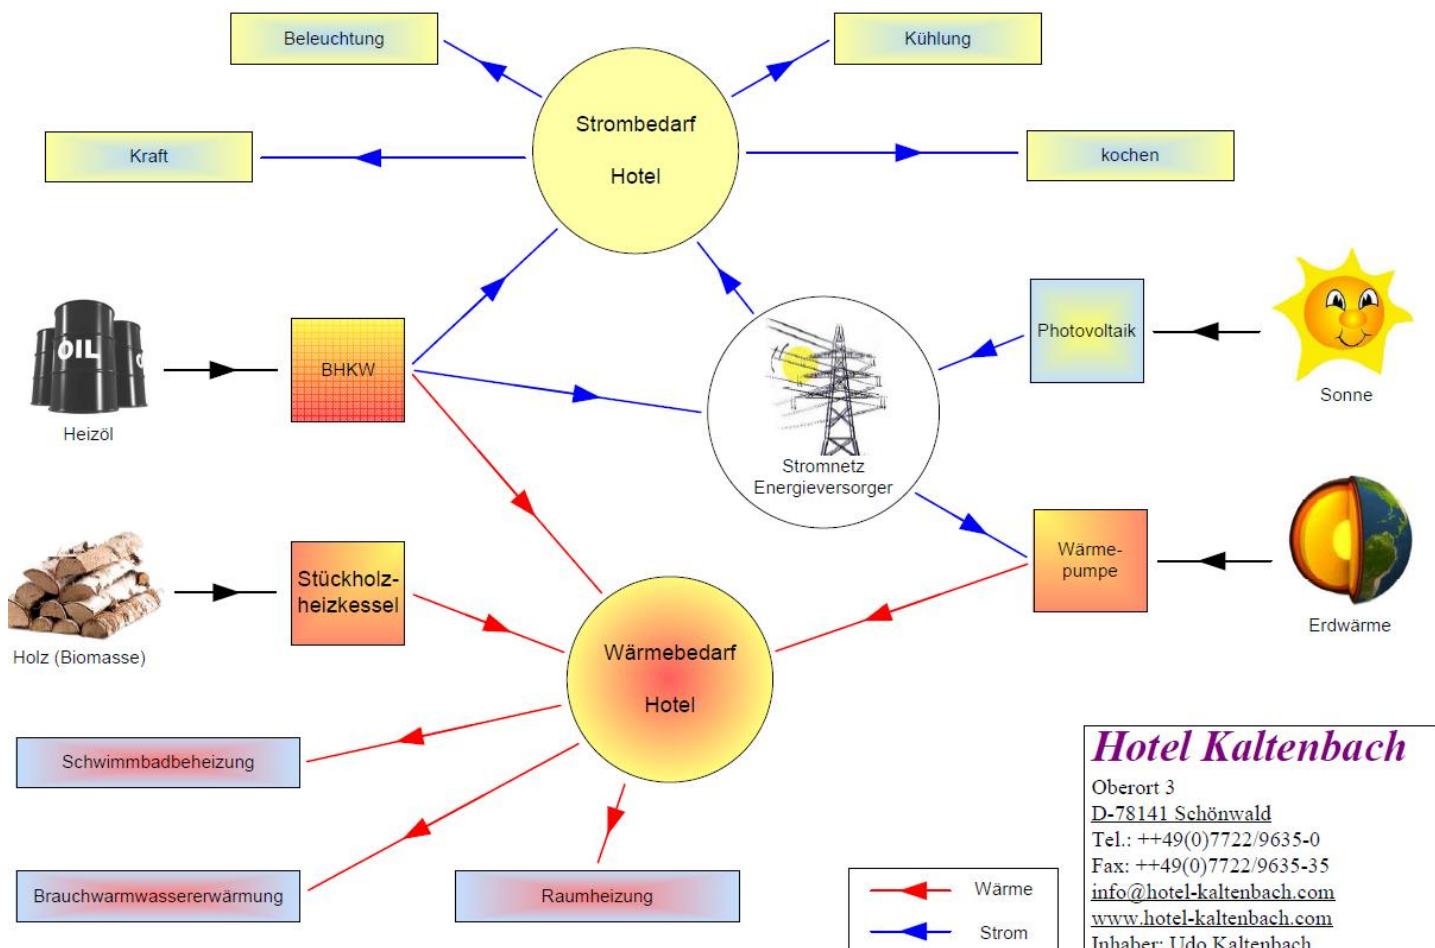 Beleuchtung
Kühlung
Strombedarf
Hotel
Kraft
kochen
OIL
BHKW
Photovoltaik
Heizöl
Sonne
Stromnetz
Energieversorger
Stückholz-
heizkessel
Wärme-
pumpe
Holz (Biomasse)
Erdwärme
Wärmebedarf
Hotel
Schwimmbadbeheizung
Brauchwarmwassererwärmung
Raumheizung
Wärme
Strom
Hotel Kaltenbach
Oberort 3
D-78141 Schönwald
Tel.: ++49(0)7722/9635-0
Fax: ++49(0)7722/9635-35
info@hotel-kaltenbach.com
www.hotel-kaltenbach.com
Inhaber: Udo Kaltenbach